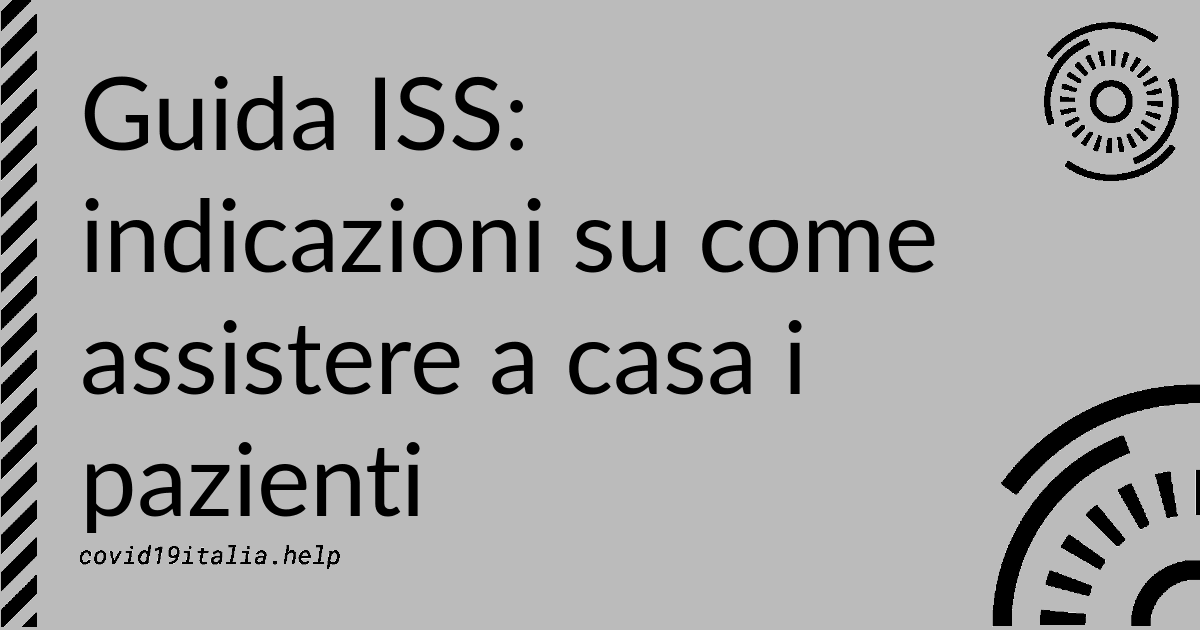 Guida ISS:
indicazioni su come
assistere a casa i
pazienti
covid19italia.help